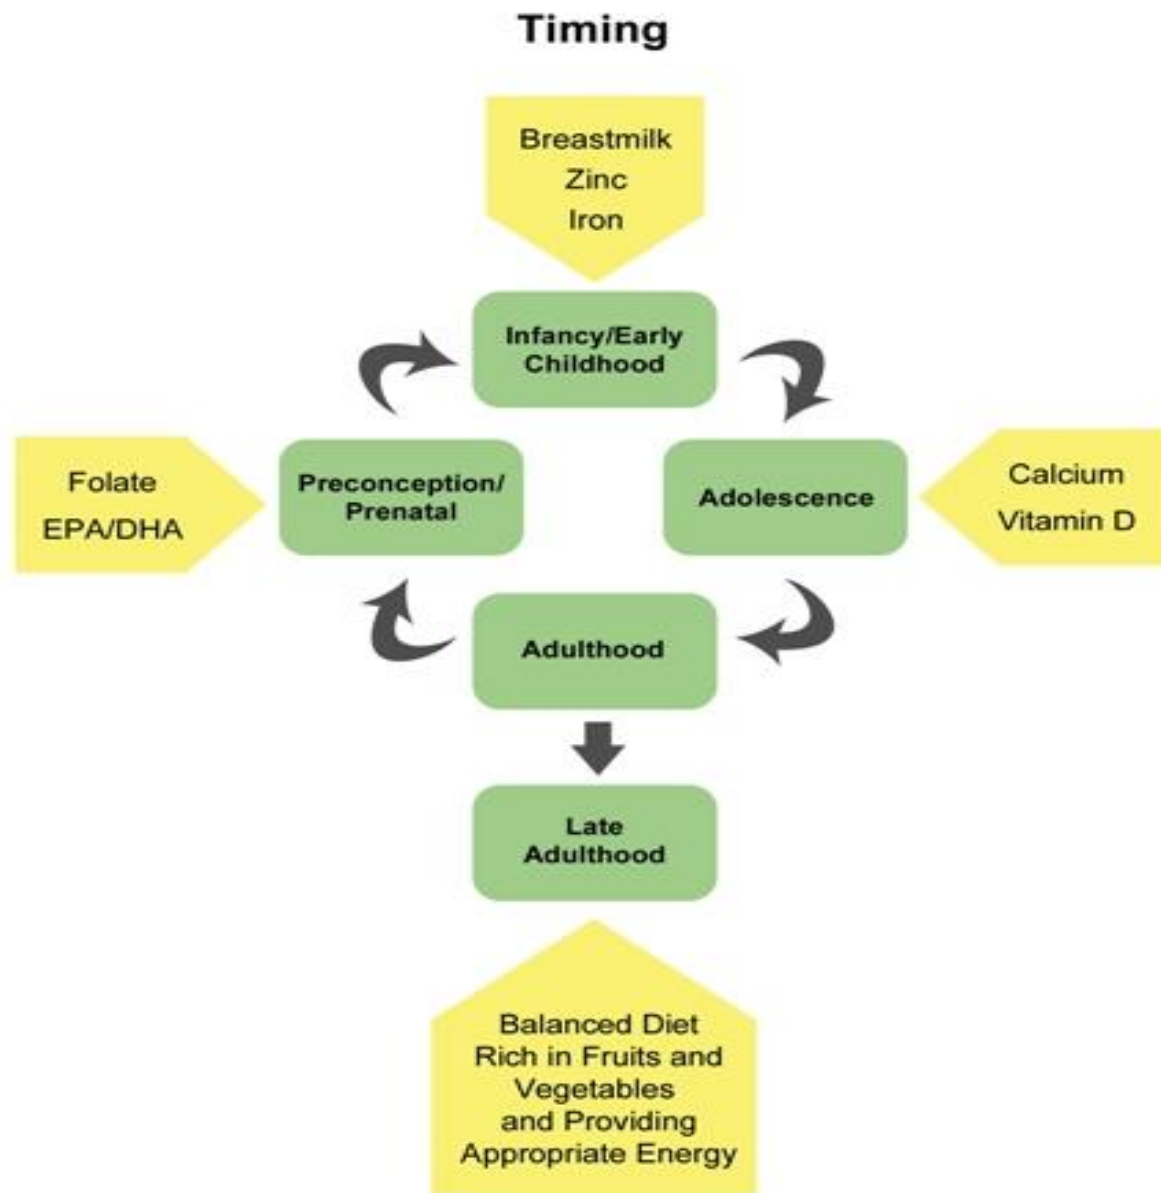 Timing
Breastmilk
Zinc
Iron
Infancy/Early
Childhood
Folate
EPA/DHA
Preconception/
Prenatal
Adolescence
Calcium
Vitamin D
Adulthood
Late
Adulthood
Balanced Diet
Rich in Fruits and
Vegetables
and Providing
Appropriate Energy